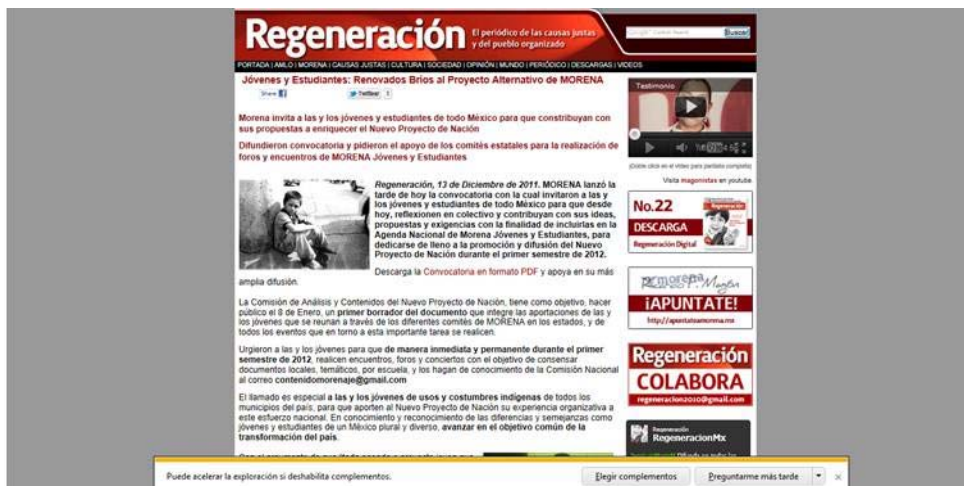 Regeneración
El periódico de las causas justas
y del pueblo organizado
Buscar
PORTADA | AMLO | MORENA | CAUSAS JUSTAS | CULTURA | SOCIEDAD | OPINIÓN | MUNDO | PERIÓDICO | DESCARGAS | VIDEOS
Jóvenes y Estudiantes: Renovados Bríos al Proyecto Alternativo de MORENA
Share
Twittear
Morena invita a las y los jóvenes y estudiantes de todo México para que constribuyan con
sus propuestas a enriquecer el Nuevo Proyecto de Nación
Difundieron convocatoria y pidieron el apoyo de los comités estatales para la realización de
foros y encuentros de MORENA Jóvenes y Estudiantes
Regeneración, 13 de Diciembre de 2011. MORENA lanzó la
tarde de hoy la convocatoria con la cual invitaron a las y
los jóvenes y estudiantes de todo México para que desde
hoy, reflexionen en colectivo y contribuyan con sus ideas,
propuestas y exigencias con la finalidad de incluirlas en la
Agenda Nacional de Morena Jóvenes y Estudiantes, para
dedicarse de lleno a la promoción y difusión del Nuevo
Proyecto de Nación durante el primer semestre de 2012.
Descarga la Convocatoria en formato PDF y apoya en su más
amplia difusión.
La Comisión de Análisis y Contenidos del Nuevo Proyecto de Nación, tiene como objetivo, hacer
público el 8 de Enero, un primer borrador del documento que integre las aportaciones de las y
los jóvenes que se reunan a través de los diferentes comités de MORENA en los estados, y de
todos los eventos que en torno a esta importante tarea se realicen.
Urgieron a las y los jóvenes para que de manera inmediata y permanente durante el primer
semestre de 2012, realicen encuentros, foros y conciertos con el objetivo de consensar
documentos locales, temáticos, por escuela, y los hagan de conocimiento de la Comisión Nacional
al correo contenidomorenaje@gmail.com
El llamado es especial a las y los jóvenes de usos y costumbres indígenas de todos los
municipios del país, para que aporten al Nuevo Proyecto de Nación su experiencia organizativa a
este esfuerzo nacional. En conocimiento y reconocimiento de las diferencias y semejanzas como
jóvenes y estudiantes de un México plural y diverso, avanzar en el objetivo común de la
transformación del país.
Testimonio
(Doble click en el video para pantalla completa)
Visita magonistas en youtube
No.22
DESCARGA
Regeneración Digital
Regeneración
morena
¡APUNTATE!
http://apuntateamorena.mx
Regeneración
COLABORA
regeneracion2010@gmail.com
Regeneración
RegeneracionMx
Puede acelerar la exploración si deshabilita complementos.
Elegir complementos
Preguntarme más tarde